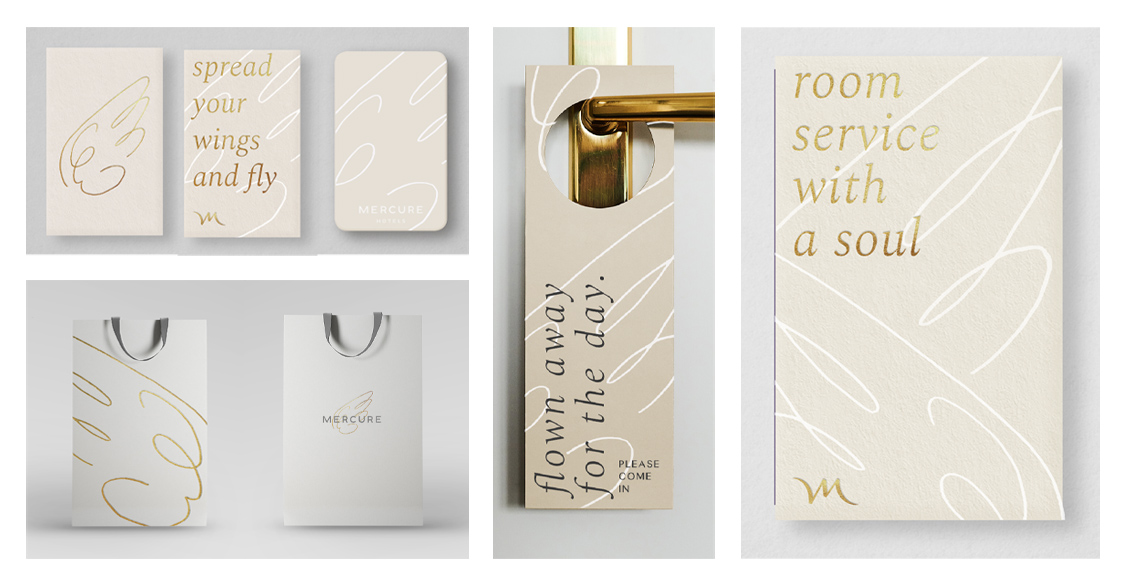 spread
your
wings
and fly
M
MERCURE
HOTELS
MERCURE
flown away
for the day.
PLEASE
COME
IN
room
service
with
a soul
M